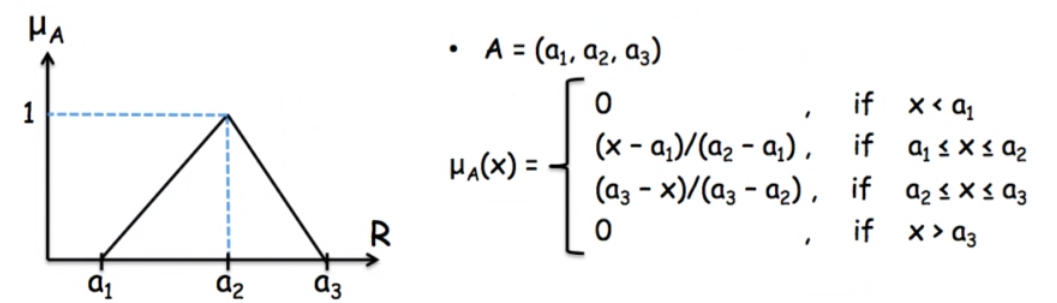 μA
1
R
a₁
a₂
a₃
• A = (a₁, a₂, a₃)
μA(x) =
0 , if x < a₁
(x - a₁)/(a₂ - a₁) , if a₁ ≤ x ≤ a₂
(a₃ - x)/(a₃ - a₂) , if a₂ ≤ x ≤ a₃
0 , if x > a₃